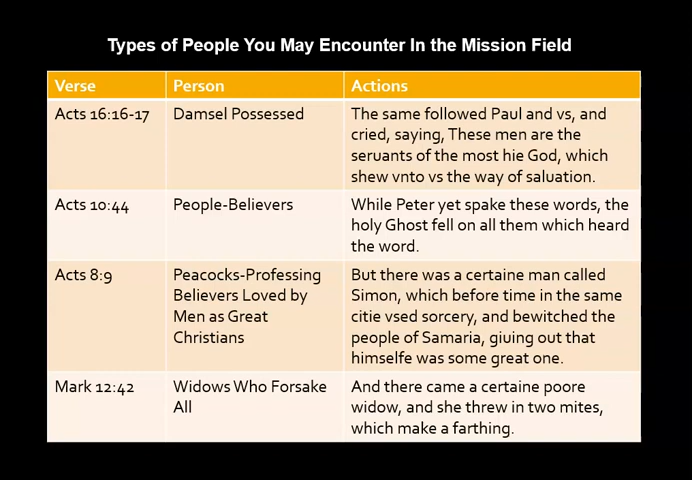 Types of People You May Encounter In the Mission Field
Verse Person Actions
Acts 16:16-17 Damsel Possessed The same followed Paul and vs, and
cried, saying, These men are the
seruants of the most hie God, which
shew vnto vs the way of saluation.
Acts 10:44 People-Believers While Peter yet spake these words, the
holy Ghost fell on all them which heard
the word.
Acts 8:9 Peacocks-Professing But there was a certaine man called
Believers Loved by Simon, which before time in the same
Men as Great citie vsed sorcery, and bewitched the
Christians people of Samaria, giuing out that
himselfe was some great one.
Mark 12:42 Widows Who Forsake And there came a certaine poore
All widow, and she threw in two mites,
which make a farthing.